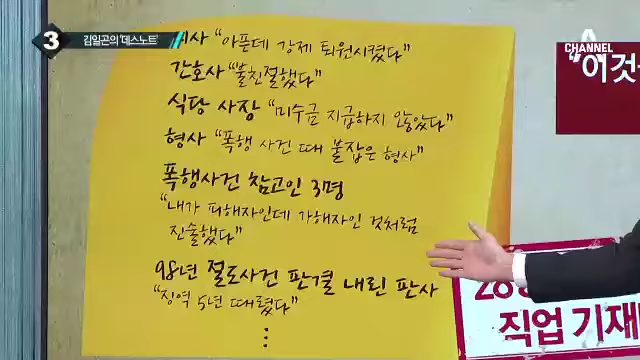 3 김일곤의 '데스노트'
CHANNEL A
"이것
의사 "아픈데 강제 퇴원시켰다"
간호사 "불친절했다"
식당 사장 "미수금 지급하지 않았다"
형사 "폭행 사건 때 붙잡은 형사"
폭행사건 참고인 3명
"내가 피해자인데 가해자인 것처럼
진술했다"
98년 절도사건 판결 내린 판사
"징역 5년 때렸다"
직업 기재